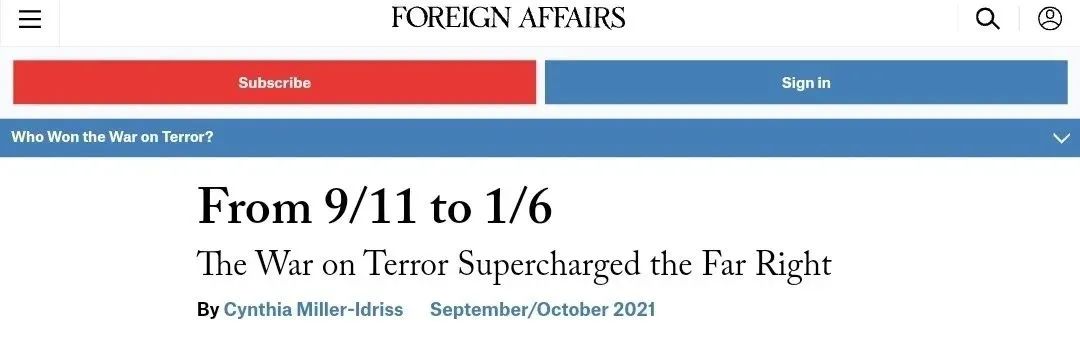 FOREIGN AFFAIRS
Subscribe
Sign in
Who Won the War on Terror?
From 9/11 to 1/6
The War on Terror Supercharged the Far Right
By Cynthia Miller-Idriss September/October 2021